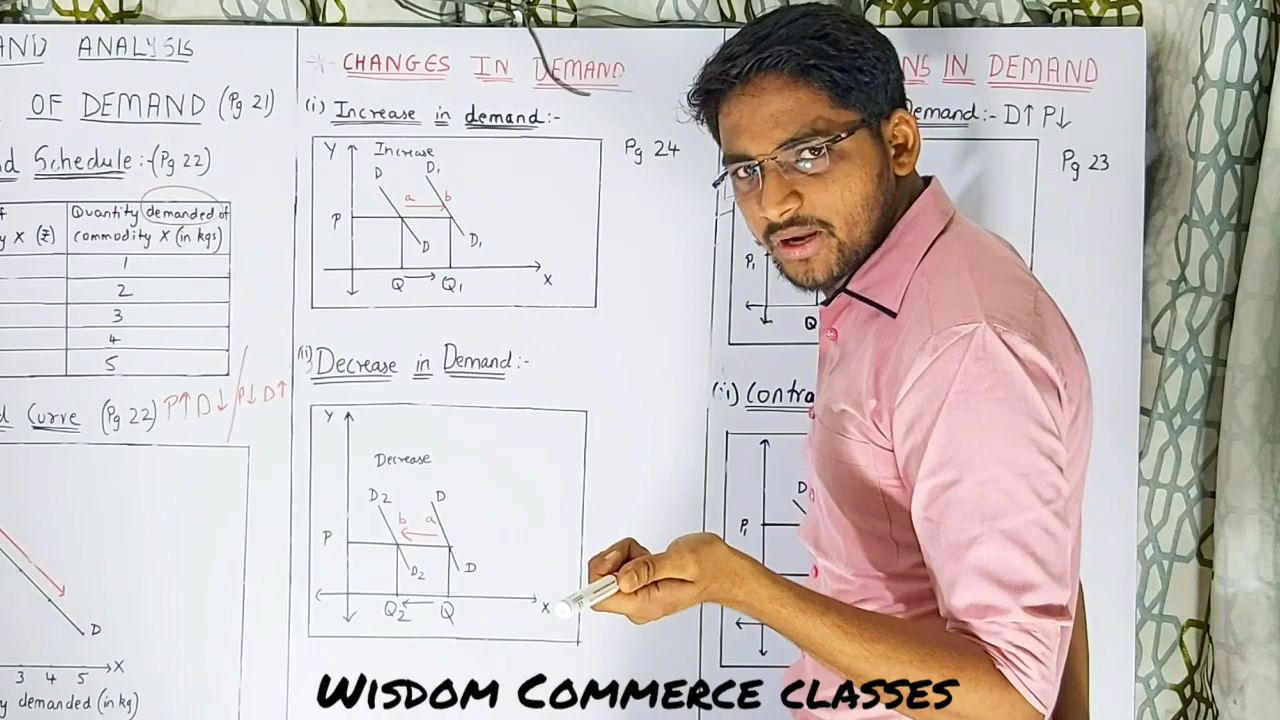 AND ANALYSIS
OF DEMAND (Pg 21)
Schedule:-(Pg 22)
Quantity demanded of
y X (₹) commodity X (in kgs)
1
2
3
4
5
Curve (Pg 22) P↑ D↓ / P↓ D↑
D
3 4 5 X
demanded (in kg)
CHANGES IN DEMAND
(i) Increase in demand:-
Pg 24
Y Increase
D D1
a b
P
D D1
Q Q1 X
(ii) Decrease in Demand:-
Y
Decrease
D2 D
b a
P
D2 D
Q2 Q X
NS IN DEMAND
emand:- D↑ P↓
Pg 23
P1
Q
(ii) Contra
D
P1
WISDOM COMMERCE CLASSES